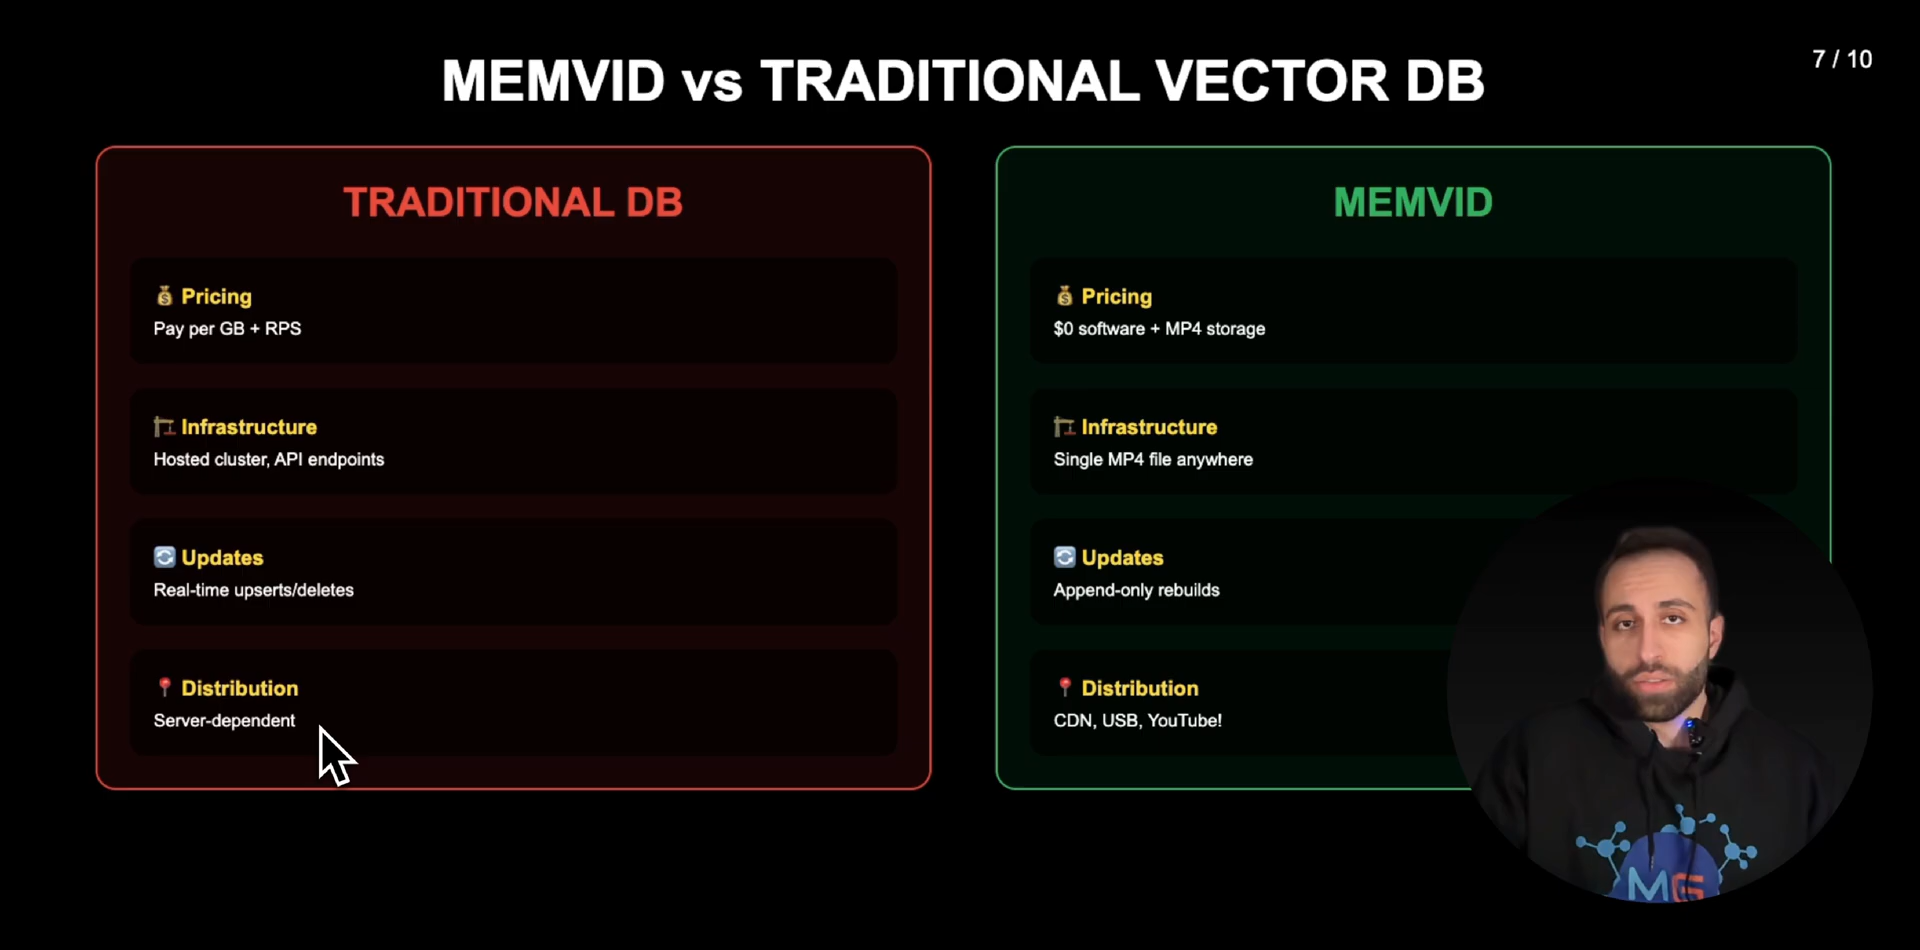 MEMVID vs TRADITIONAL VECTOR DB
7 / 10
TRADITIONAL DB
💰 Pricing
Pay per GB + RPS
🏗️ Infrastructure
Hosted cluster, API endpoints
🔄 Updates
Real-time upserts/deletes
📍 Distribution
Server-dependent
MEMVID
💰 Pricing
$0 software + MP4 storage
🏗️ Infrastructure
Single MP4 file anywhere
🔄 Updates
Append-only rebuilds
📍 Distribution
CDN, USB, YouTube!
MG